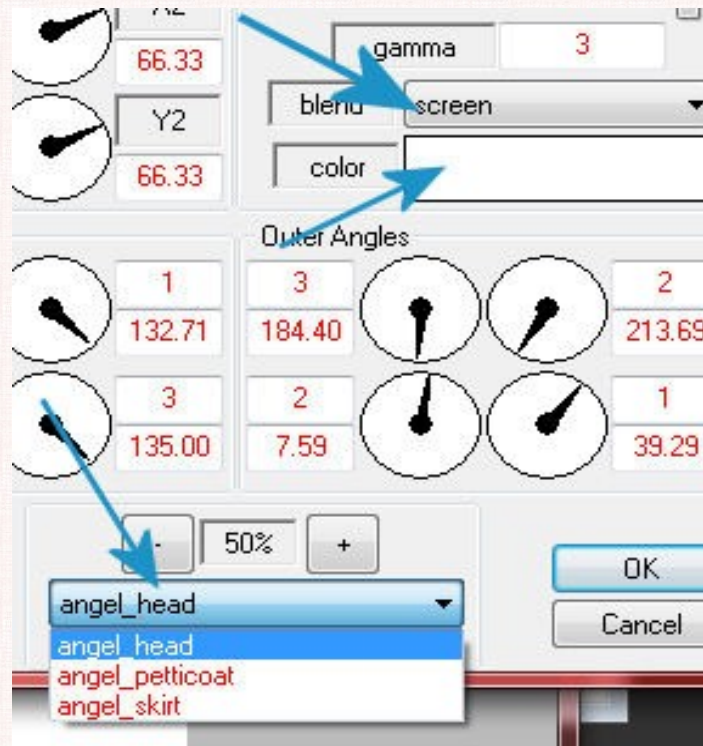 X2
gamma 3
66.33
blend screen
Y2
color
66.33
Outer Angles
1 3 2
132.71 184.40 213.69
3 2 1
135.00 7.59 39.29
- 50% +
OK
angel_head
Cancel
angel_head
angel_petticoat
angel_skirt